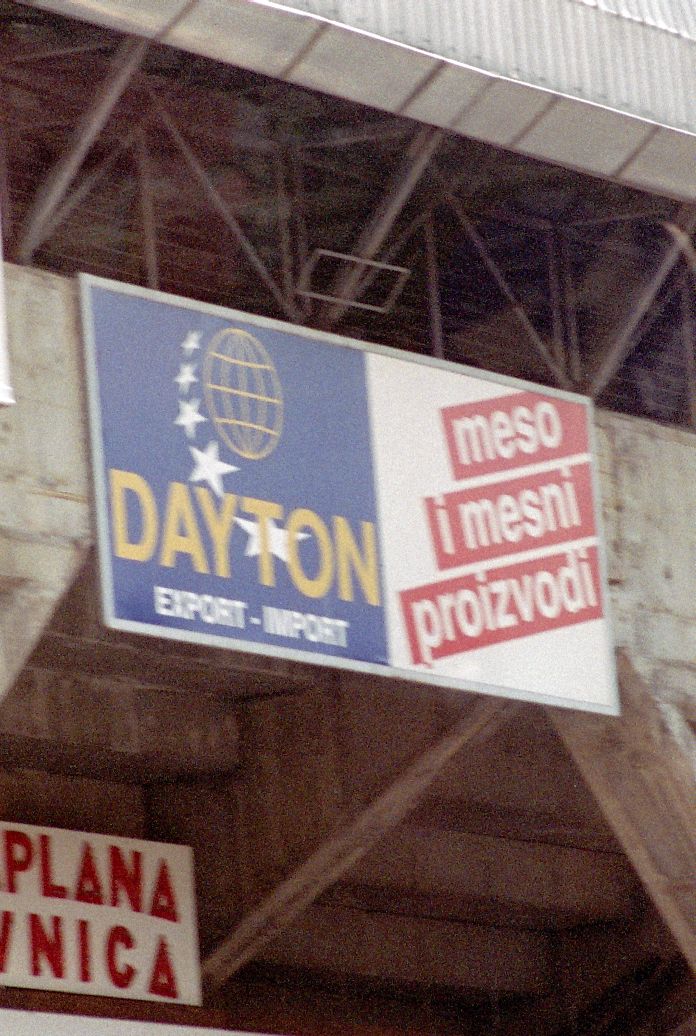 DAYTON
EXPORT - IMPORT
meso
i mesni
proizvodi
PLANA
VNICA